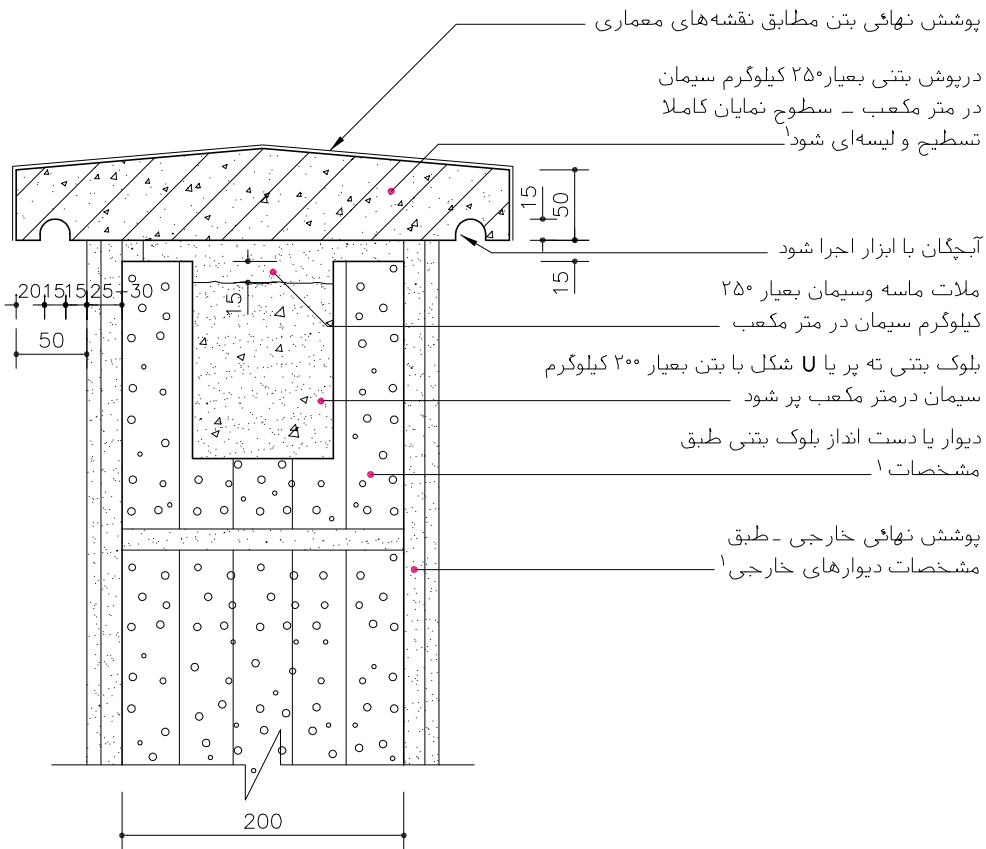 پوشش نهائی بتن مطابق نقشه‌های معماری
درپوش بتنی بعیار ۲۵۰ کیلوگرم سیمان
در متر مکعب – سطوح نمایان کاملا
تسطیح و لیسه‌ای شود۱
15
50
آبچگان با ابزار اجرا شود
15
ملات ماسه وسیمان بعیار ۲۵۰
کیلوگرم سیمان در متر مکعب
20 15 15 25-30
15
50
بلوک بتنی ته پر یا U شکل با بتن بعیار ۲۰۰ کیلوگرم
سیمان درمتر مکعب پر شود
دیوار یا دست انداز بلوک بتنی طبق
مشخصات ۱
پوشش نهائی خارجی - طبق
مشخصات دیوارهای خارجی۱
200